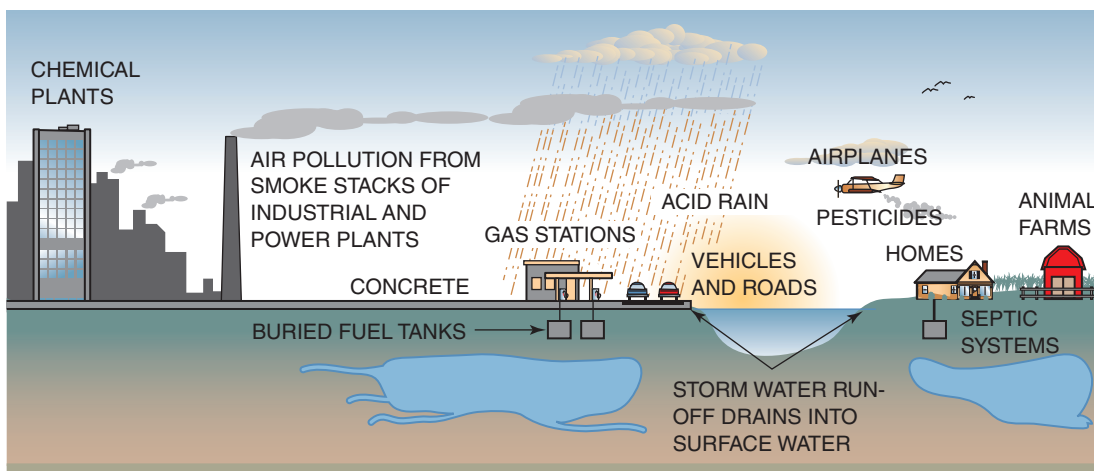 CHEMICAL
PLANTS
AIR POLLUTION FROM
SMOKE STACKS OF
INDUSTRIAL AND
POWER PLANTS
CONCRETE
GAS STATIONS
BURIED FUEL TANKS
ACID RAIN
VEHICLES
AND ROADS
STORM WATER RUN-
OFF DRAINS INTO
SURFACE WATER
AIRPLANES
PESTICIDES
HOMES
SEPTIC
SYSTEMS
ANIMAL
FARMS